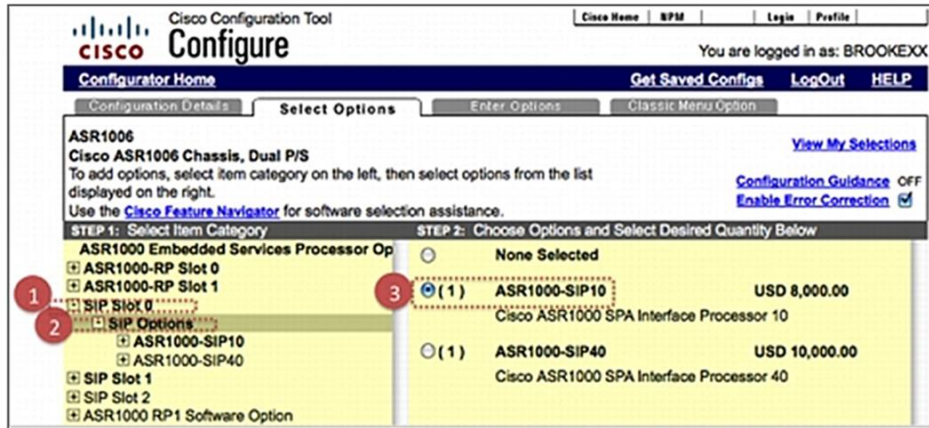 Cisco Configuration Tool
CISCO Configure
Cisco Home NPM Login Profile
You are logged in as: BROOKEXX
Configurator Home Get Saved Configs LogOut HELP
Configuration Details Select Options Enter Options Classic Menu Option
ASR1006
View My Selections
Cisco ASR1006 Chassis, Dual P/S
To add options, select item category on the left, then select options from the list
displayed on the right.
Configuration Guidance OFF
Use the Cisco Feature Navigator for software selection assistance.
Enable Error Correction
STEP 1: Select Item Category
ASR1000 Embedded Services Processor Op
ASR1000-RP Slot 0
ASR1000-RP Slot 1
1
SIP Slot 0
2
SIP Options
ASR1000-SIP10
ASR1000-SIP40
SIP Slot 1
SIP Slot 2
ASR1000 RP1 Software Option
STEP 2: Choose Options and Select Desired Quantity Below
None Selected
3
(1) ASR1000-SIP10 USD 8,000.00
Cisco ASR1000 SPA Interface Processor 10
(1) ASR1000-SIP40 USD 10,000.00
Cisco ASR1000 SPA Interface Processor 40